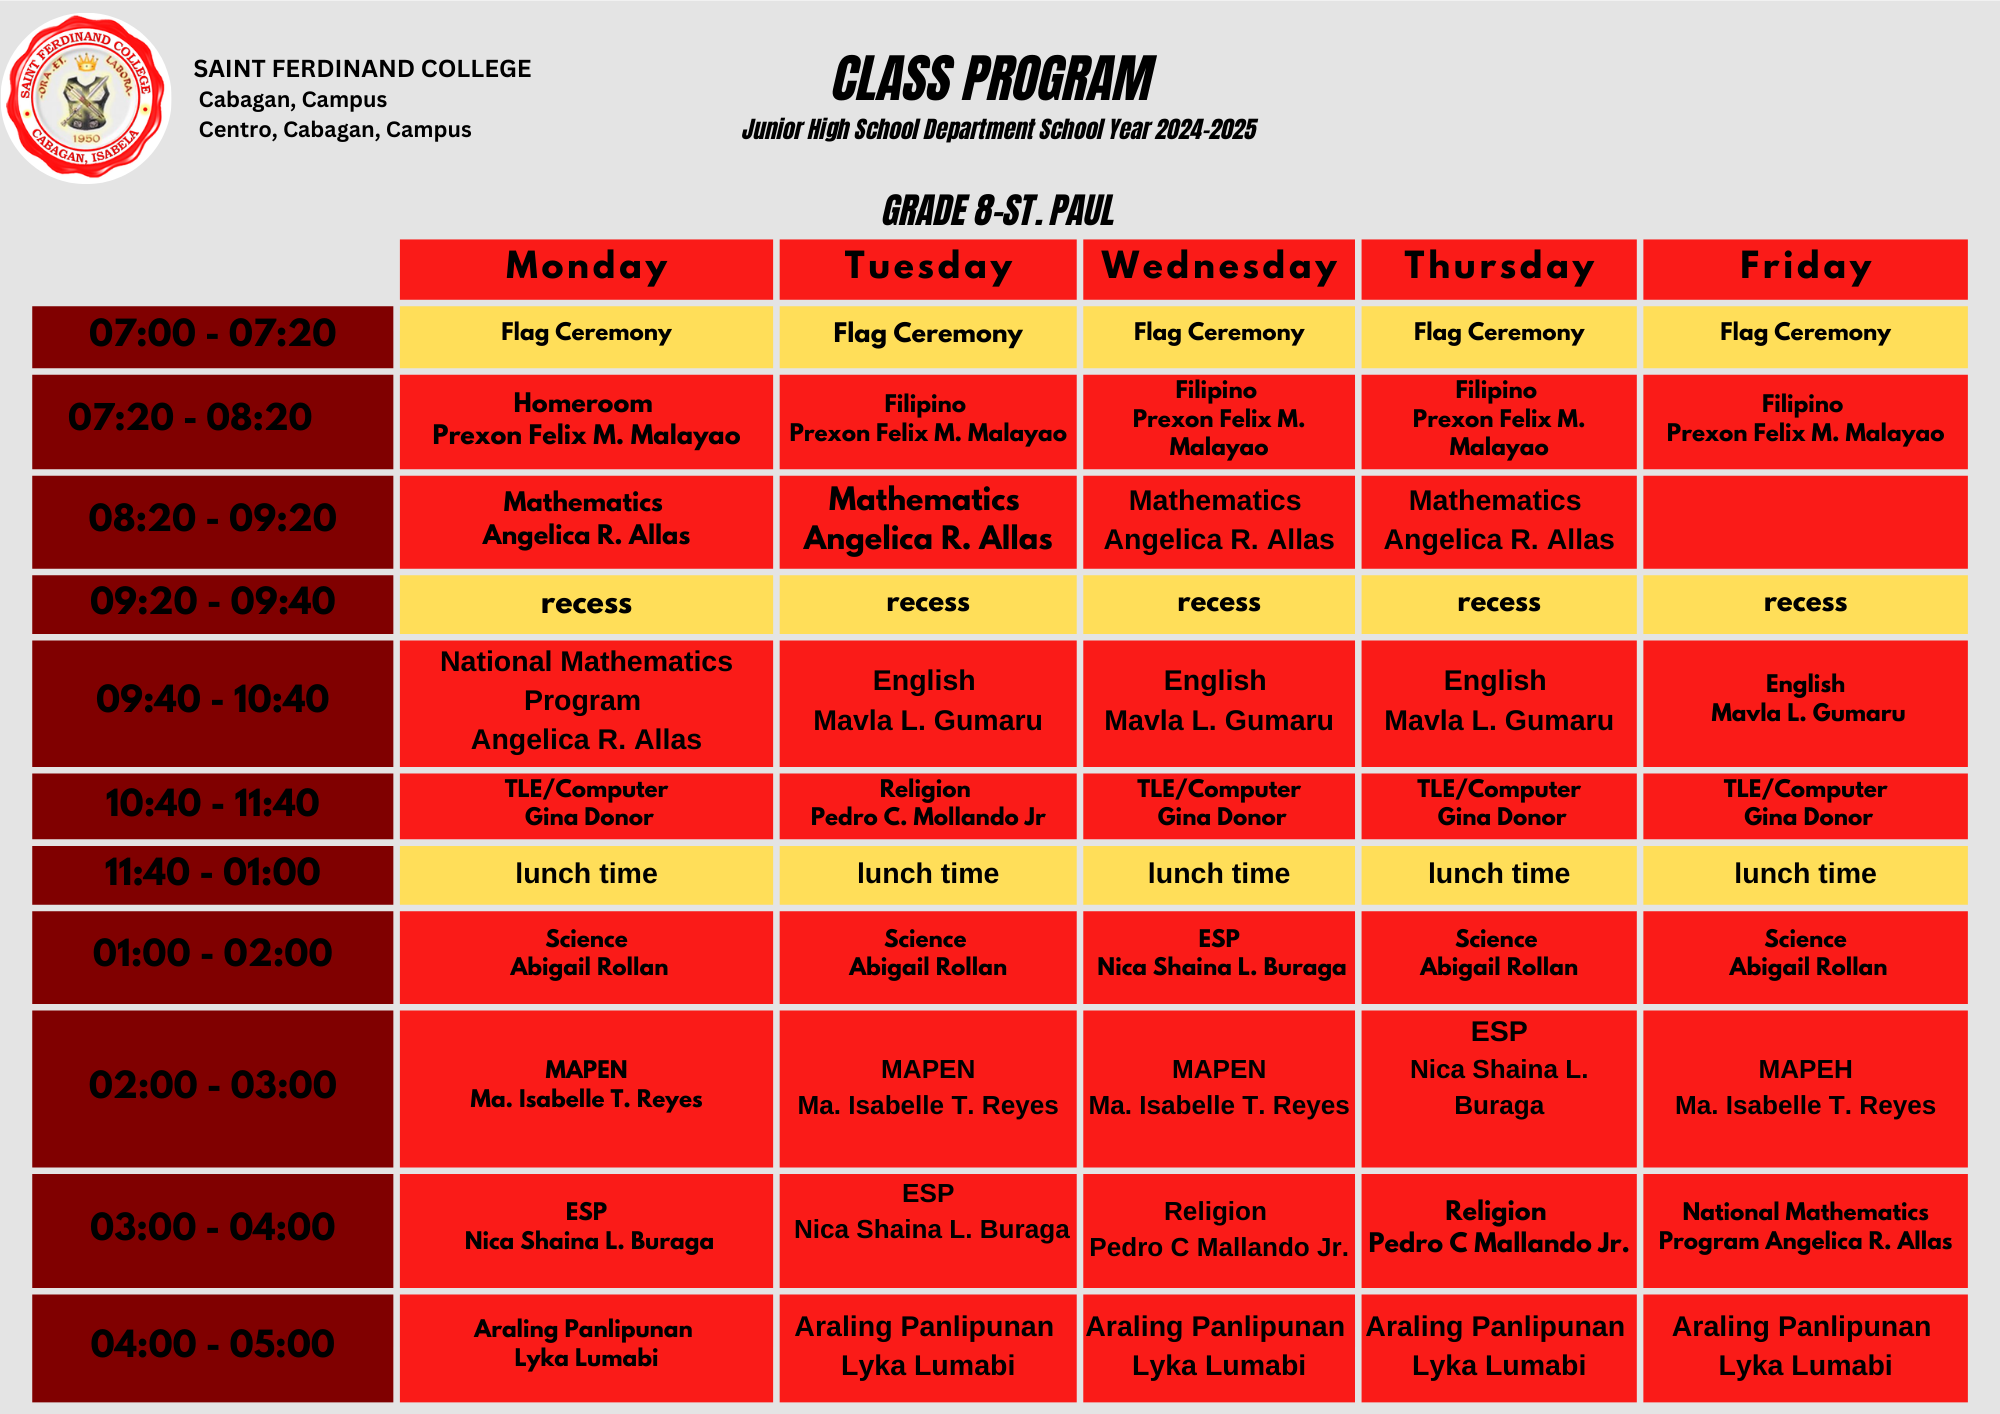 SAINT FERDINAND COLLEGE
ORA ET LABORA
1950
CABAGAN, ISABELA
SAINT FERDINAND COLLEGE
Cabagan, Campus
Centro, Cabagan, Campus
CLASS PROGRAM
Junior High School Department School Year 2024-2025
GRADE 8-ST. PAUL
Monday Tuesday Wednesday Thursday Friday
07:00 - 07:20
Flag Ceremony
Flag Ceremony
Flag Ceremony
Flag Ceremony
Flag Ceremony
07:20 - 08:20
Homeroom
Prexon Felix M. Malayao
Filipino
Prexon Felix M. Malayao
Filipino
Prexon Felix M.
Malayao
Filipino
Prexon Felix M.
Malayao
Filipino
Prexon Felix M. Malayao
08:20 - 09:20
Mathematics
Angelica R. Allas
Mathematics
Angelica R. Allas
Mathematics
Angelica R. Allas
Mathematics
Angelica R. Allas
09:20 - 09:40
recess
recess
recess
recess
recess
09:40 - 10:40
National Mathematics
Program
Angelica R. Allas
English
Mavla L. Gumaru
English
Mavla L. Gumaru
English
Mavla L. Gumaru
English
Mavla L. Gumaru
10:40 - 11:40
TLE/Computer
Gina Donor
Religion
Pedro C. Mollando Jr
TLE/Computer
Gina Donor
TLE/Computer
Gina Donor
TLE/Computer
Gina Donor
11:40 - 01:00
lunch time
lunch time
lunch time
lunch time
lunch time
01:00 - 02:00
Science
Abigail Rollan
Science
Abigail Rollan
ESP
Nica Shaina L. Buraga
Science
Abigail Rollan
Science
Abigail Rollan
02:00 - 03:00
MAPEN
Ma. Isabelle T. Reyes
MAPEN
Ma. Isabelle T. Reyes
MAPEN
Ma. Isabelle T. Reyes
ESP
Nica Shaina L.
Buraga
MAPEH
Ma. Isabelle T. Reyes
03:00 - 04:00
ESP
Nica Shaina L. Buraga
ESP
Nica Shaina L. Buraga
Religion
Pedro C Mallando Jr.
Religion
Pedro C Mallando Jr.
National Mathematics
Program Angelica R. Allas
04:00 - 05:00
Araling Panlipunan
Lyka Lumabi
Araling Panlipunan
Lyka Lumabi
Araling Panlipunan
Lyka Lumabi
Araling Panlipunan
Lyka Lumabi
Araling Panlipunan
Lyka Lumabi